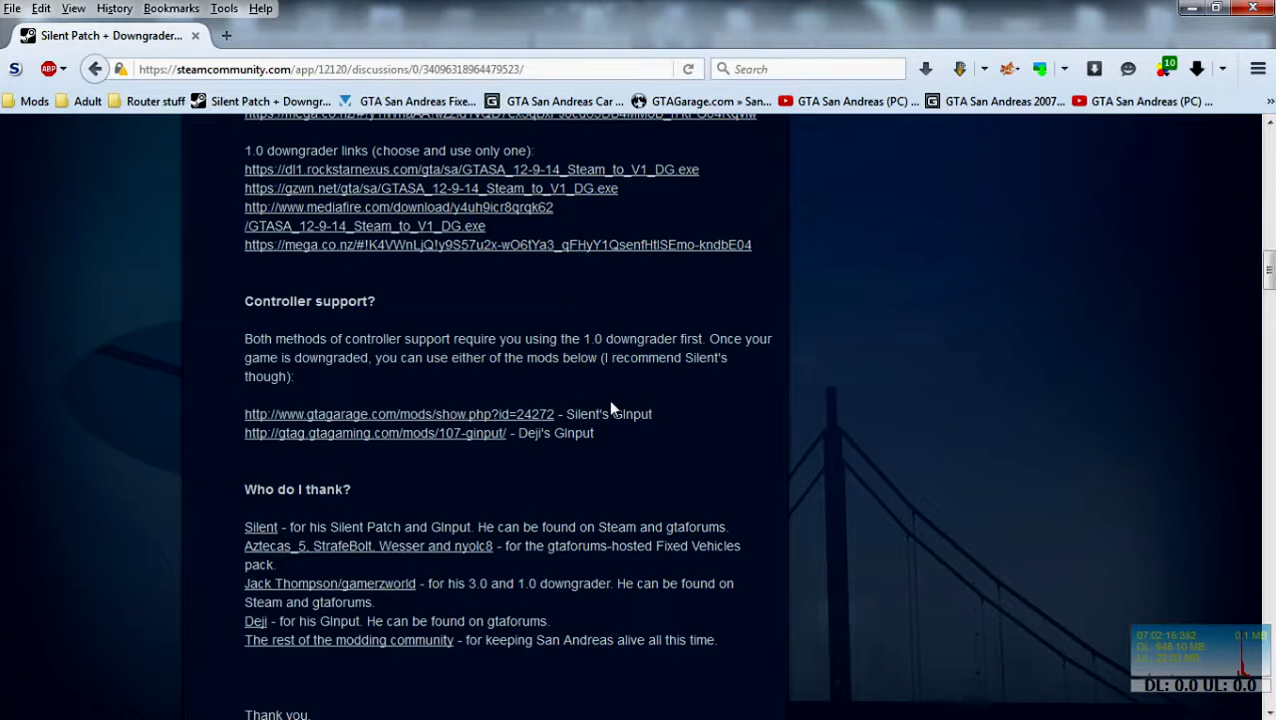 File Edit View History Bookmarks Tools Help
Silent Patch + Downgrader...
https://steamcommunity.com/app/12120/discussions/0/34096318964479523/
Search
10
Mods Adult Router stuff Silent Patch + Downgr... GTA San Andreas Fixe... GTA San Andreas Car ... GTAGarage.com » San... GTA San Andreas (PC) ... GTA San Andreas 2007... GTA San Andreas (PC) ...
1.0 downgrader links (choose and use only one):
https://dl1.rockstarnexus.com/gta/sa/GTASA_12-9-14_Steam_to_V1_DG.exe
https://gzwn.net/gta/sa/GTASA_12-9-14_Steam_to_V1_DG.exe
http://www.mediafire.com/download/y4uh9icr8qrqk62
/GTASA_12-9-14_Steam_to_V1_DG.exe
https://mega.co.nz/#!K4VWnLjQ!y9S57u2x-wO6tYa3_qFHyY1QsenfHtlSEmo-kndbE04
Controller support?
Both methods of controller support require you using the 1.0 downgrader first. Once your
game is downgraded, you can use either of the mods below (I recommend Silent's
though):
http://www.gtagarage.com/mods/show.php?id=24272 - Silent's GInput
http://gtag.gtagaming.com/mods/107-ginput/ - Deji's GInput
Who do I thank?
Silent - for his Silent Patch and GInput. He can be found on Steam and gtaforums.
Aztecas_5, StrafeBolt, Wesser and nyolc8 - for the gtaforums-hosted Fixed Vehicles
pack.
Jack Thompson/gamerzworld - for his 3.0 and 1.0 downgrader. He can be found on
Steam and gtaforums.
Deji - for his GInput. He can be found on gtaforums.
The rest of the modding community - for keeping San Andreas alive all this time.
Thank you.
DL: 0.0 UL: 0.0